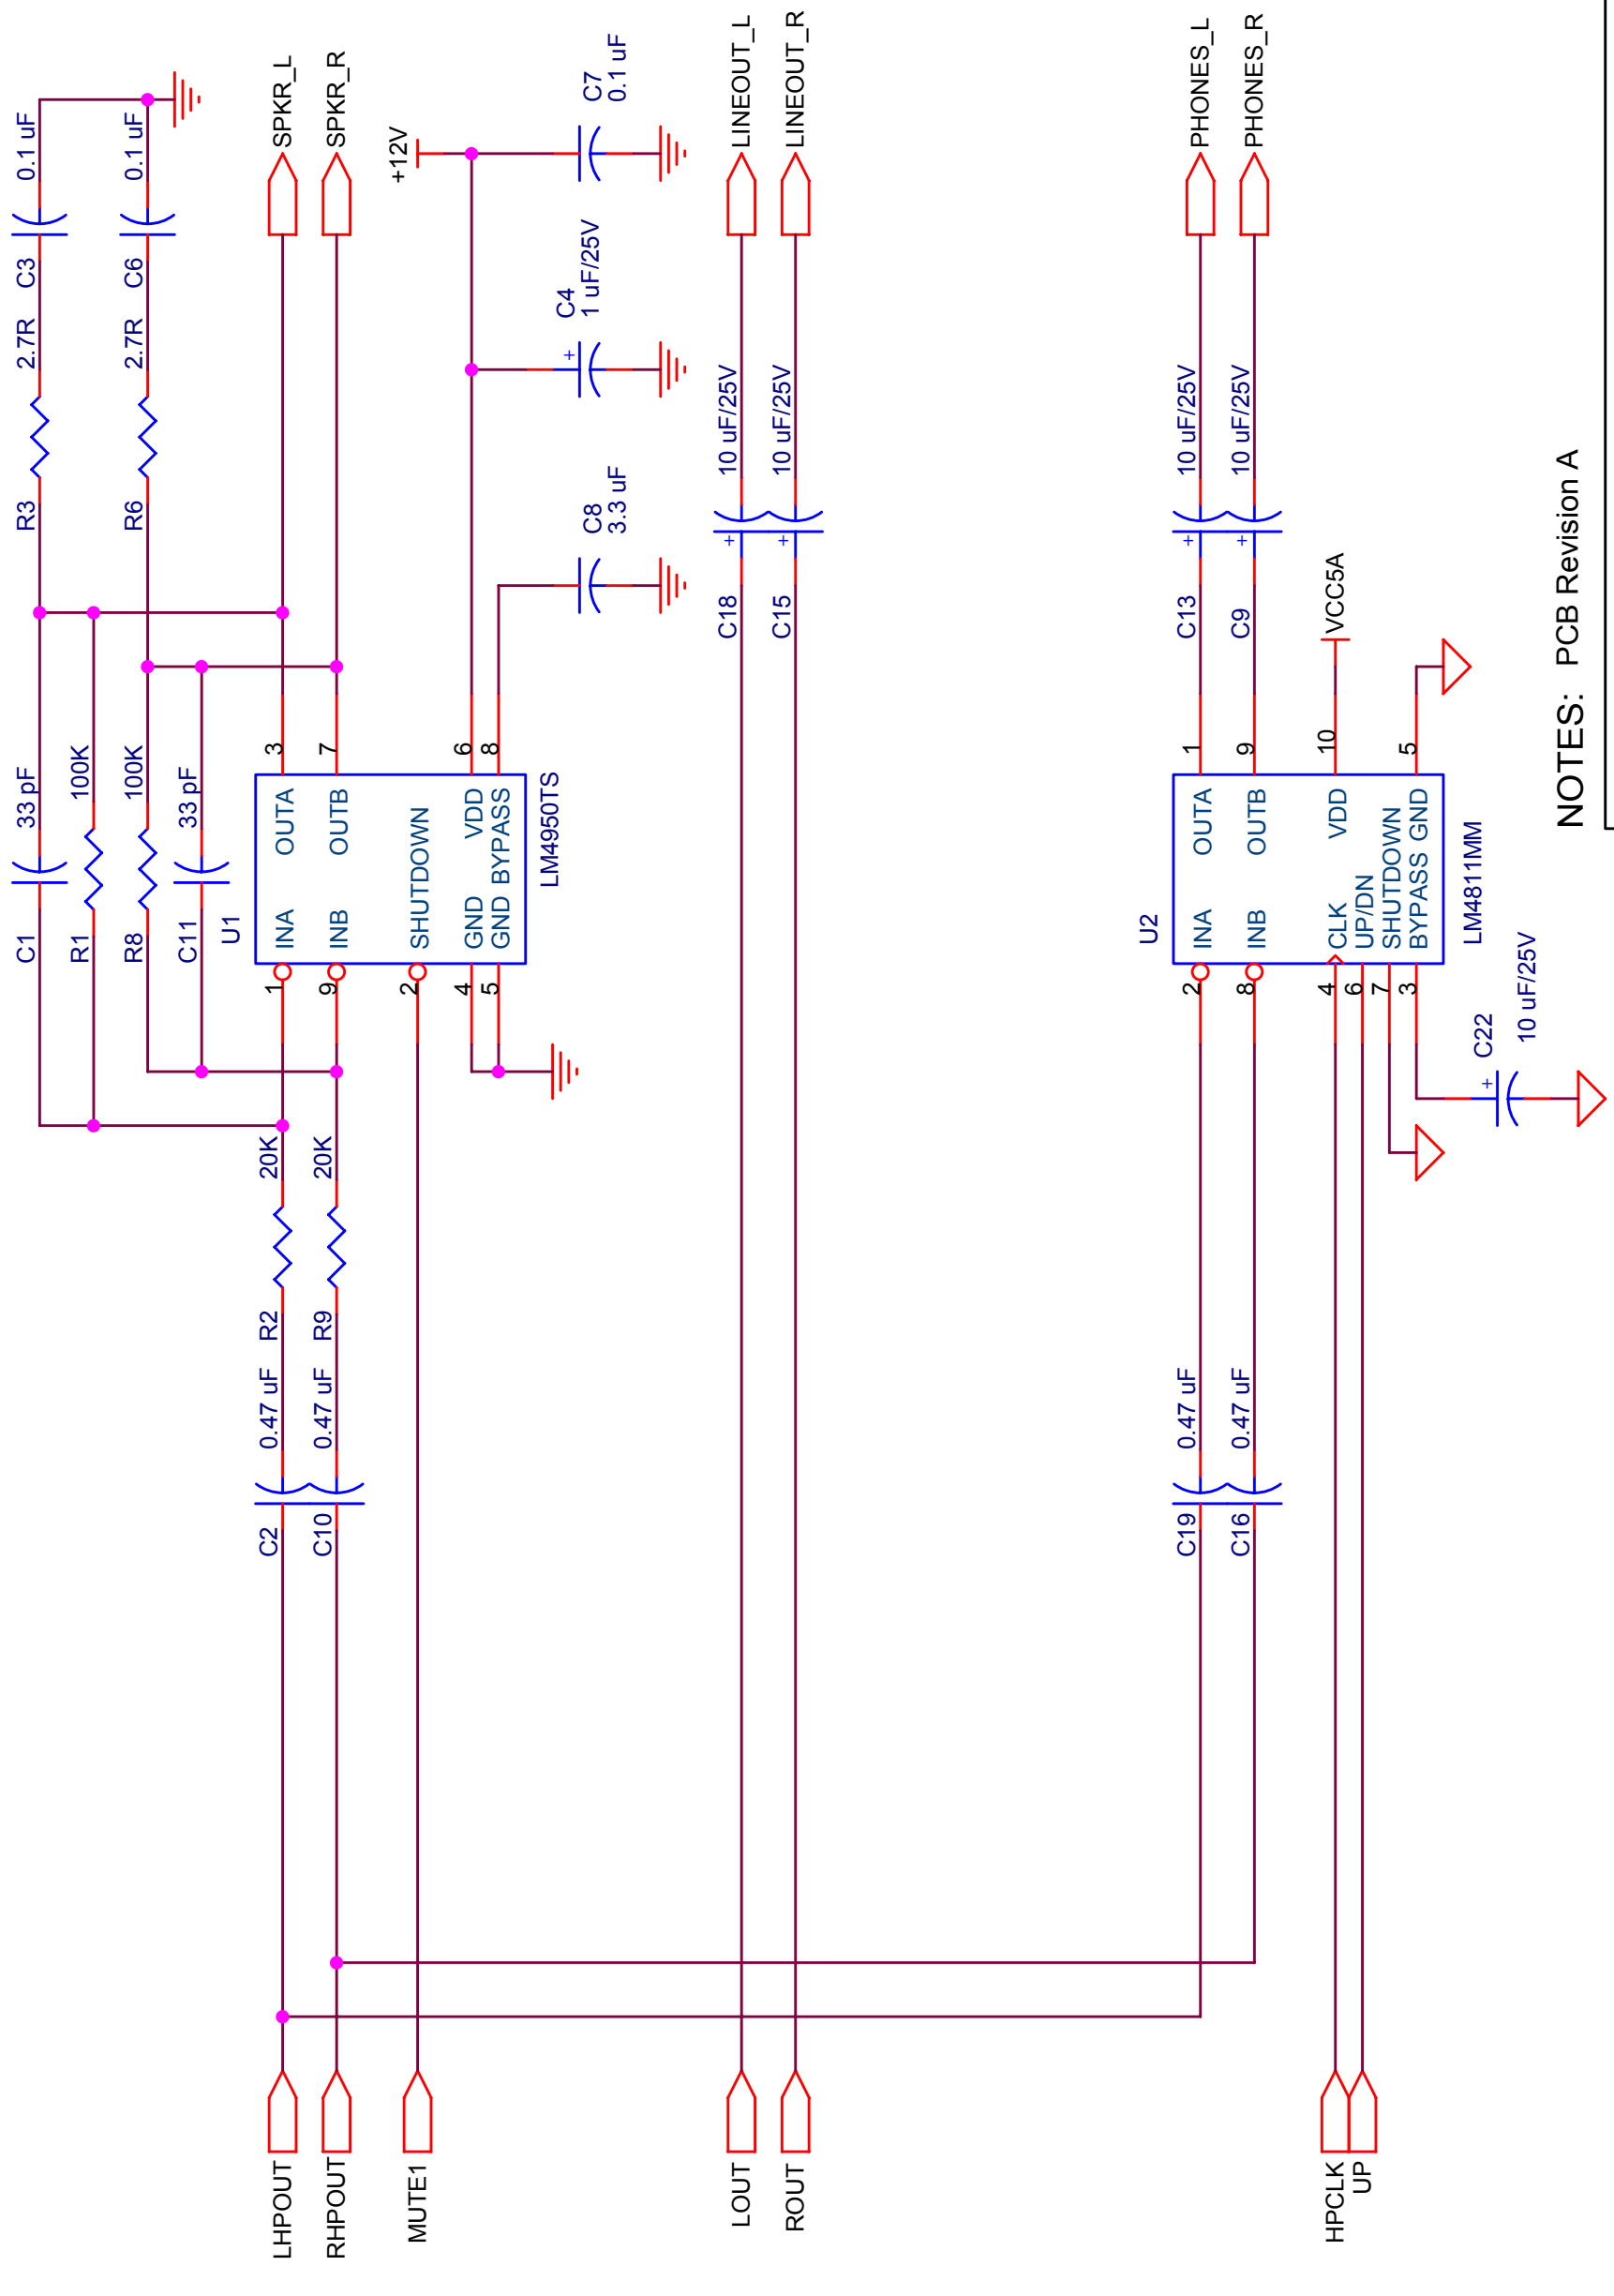 C1
33 pF
R3
2.7R
C3
0.1 uF
R1
100K
R8
100K
R6
2.7R
C6
0.1 uF
C11
33 pF
U1
LHPOUT
C2
0.47 uF
R2
20K
1
INA
OUTA
3
SPKR_L
RHPOUT
C10
0.47 uF
R9
20K
9
INB
OUTB
7
SPKR_R
MUTE1
2
SHUTDOWN
+12V
4
GND
VDD
6
5
GND
BYPASS
8
LM4950TS
C8
3.3 uF
C4
+
1 uF/25V
C7
0.1 uF
LOUT
C18
+
10 uF/25V
LINEOUT_L
ROUT
C15
+
10 uF/25V
LINEOUT_R
U2
C19
0.47 uF
2
INA
OUTA
1
C13
+
10 uF/25V
PHONES_L
C16
0.47 uF
8
INB
OUTB
9
C9
+
10 uF/25V
PHONES_R
HPCLK
4
CLK
VDD
10
VCC5A
UP
6
UP/DN
7
SHUTDOWN
3
BYPASS
GND
5
LM4811MM
C22
+
10 uF/25V
NOTES: PCB Revision A